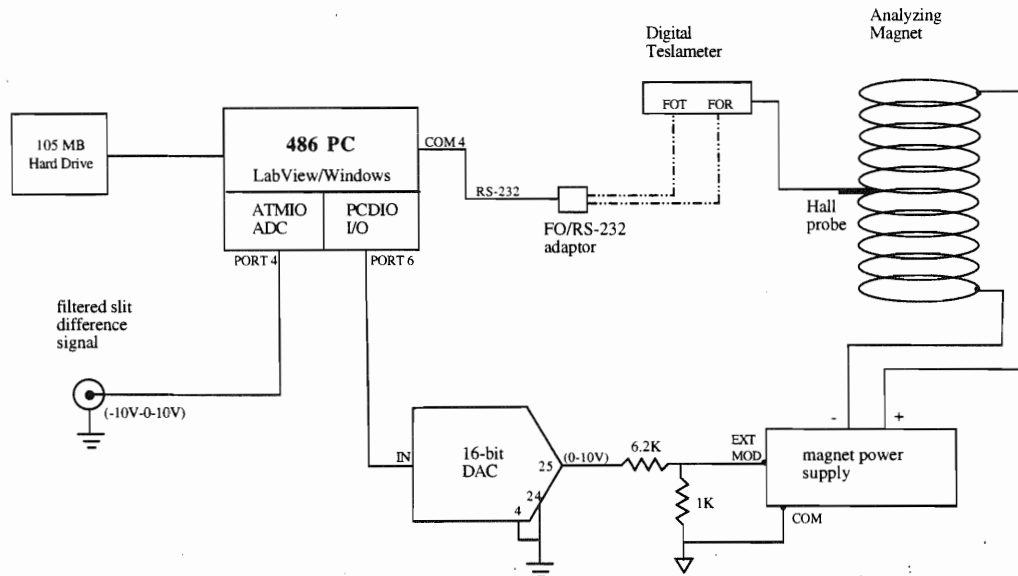 Analyzing
Magnet
Digital
Teslameter
FOT
FOR
105 MB
Hard Drive
486 PC
LabView/Windows
COM 4
ATMIO
ADC
PCDIO
I/O
RS-232
FO/RS-232
adaptor
Hall
probe
PORT 4
PORT 6
filtered slit
difference
signal
(-10V-0-10V)
IN
16-bit
DAC
25
24
4
(0-10V)
6.2K
1K
EXT
MOD
-
+
magnet power
supply
COM